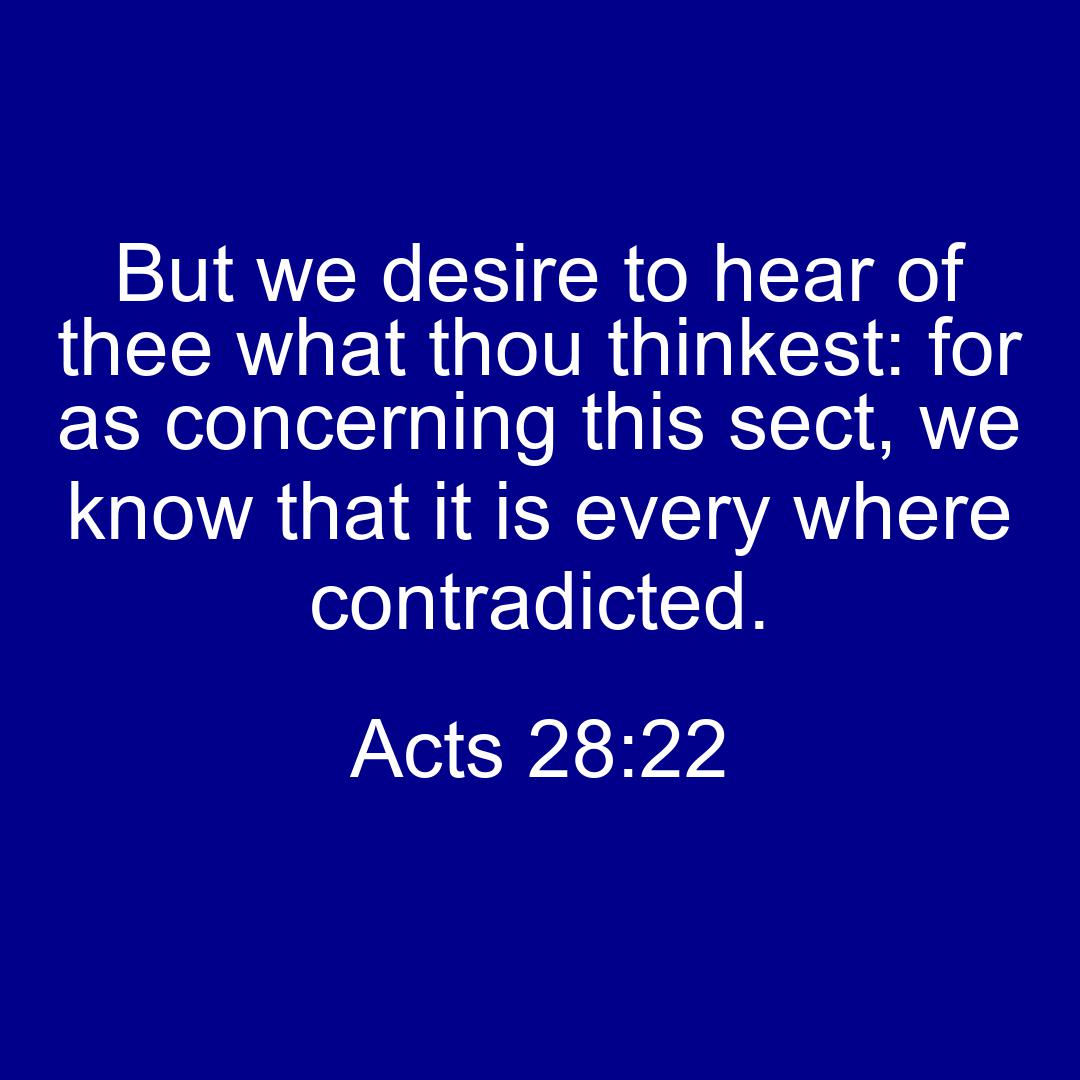 But we desire to hear of
thee what thou thinkest: for
as concerning this sect, we
know that it is every where
contradicted.
Acts 28:22